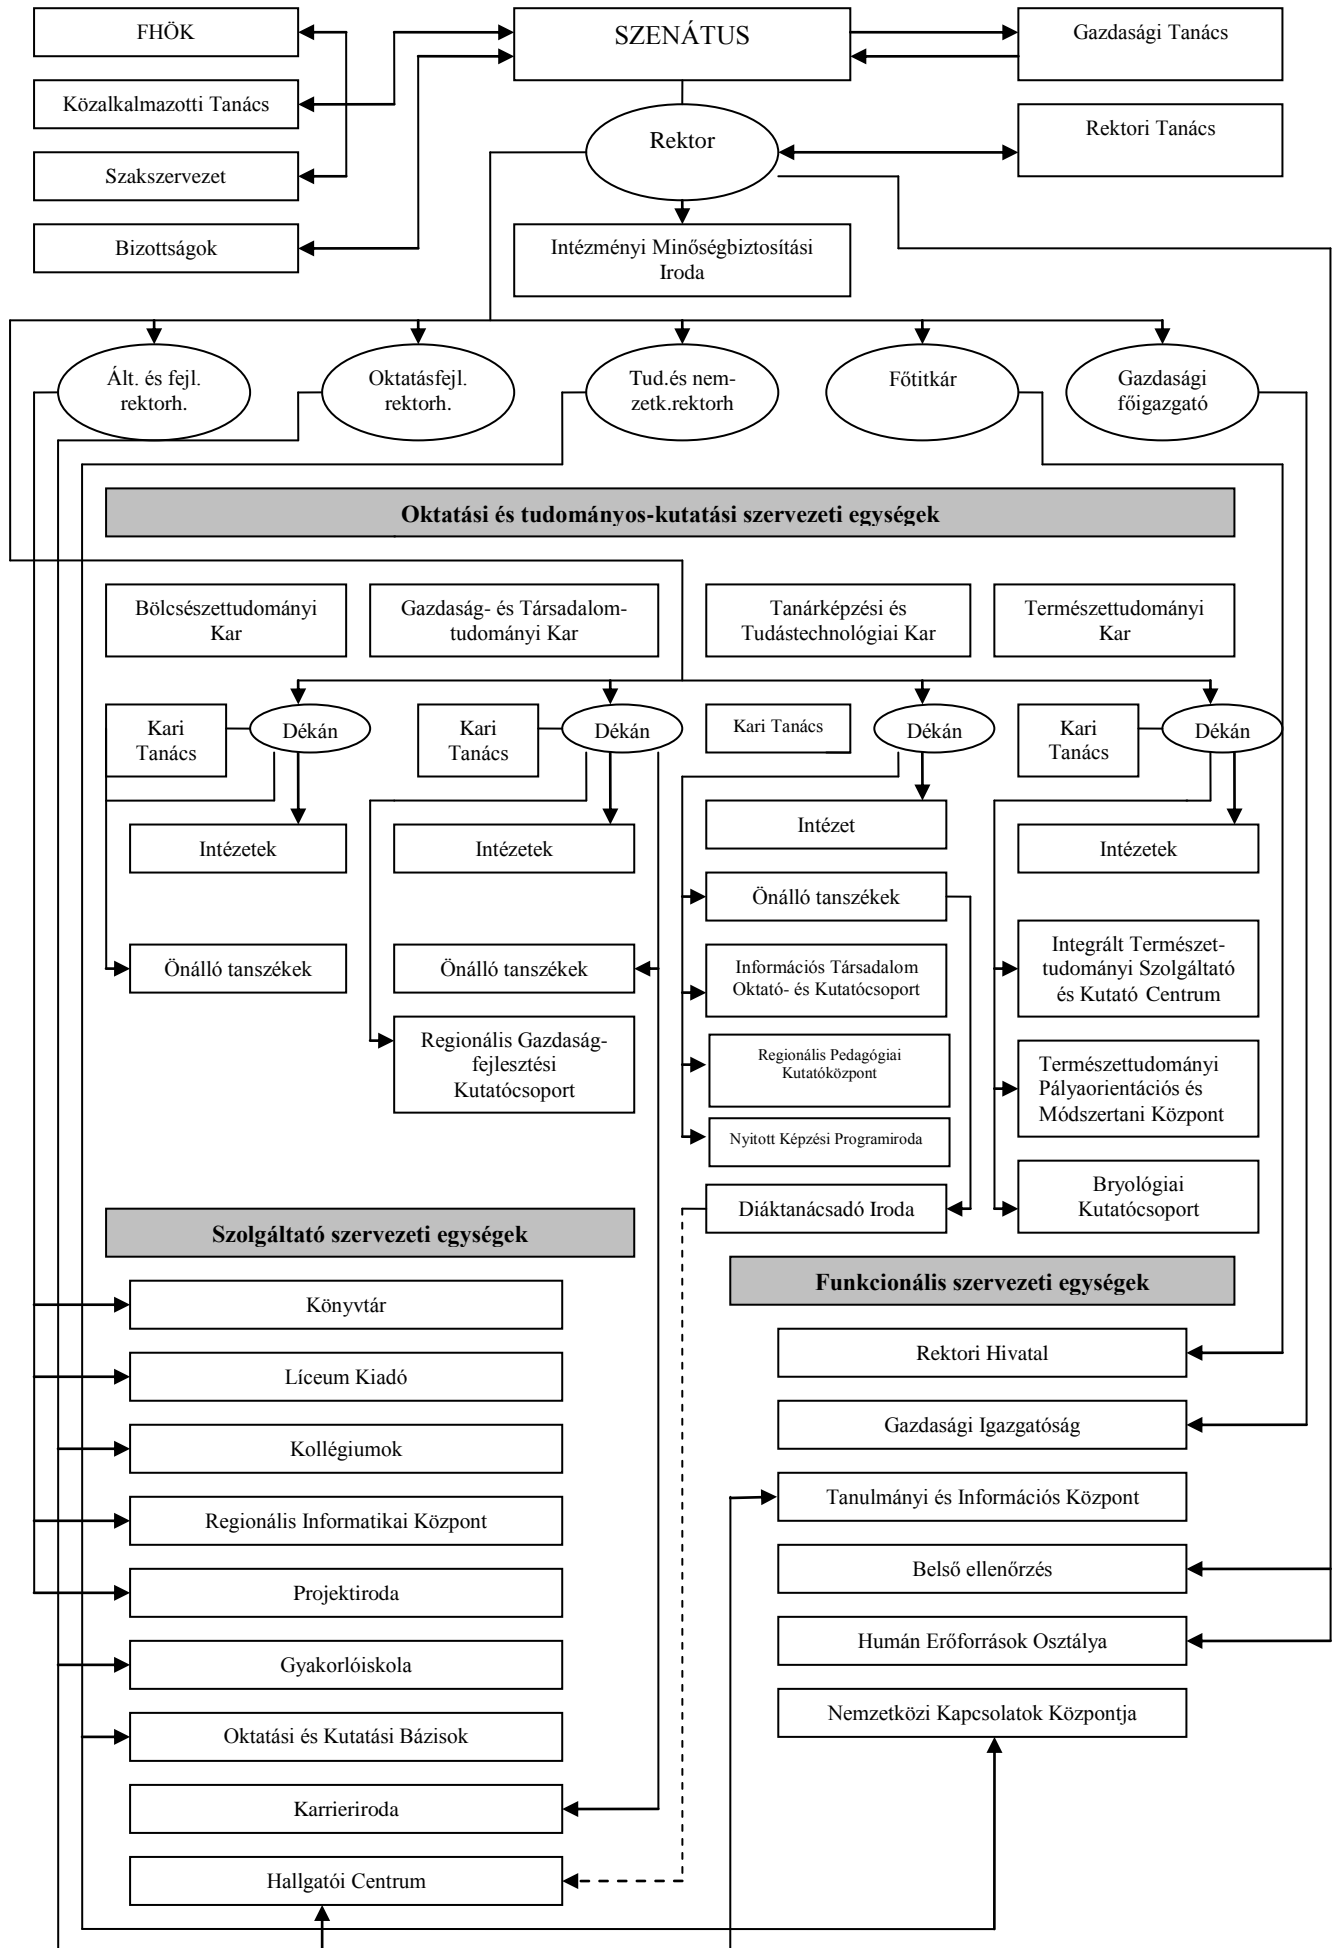 FHÖK
SZENÁTUS
Gazdasági Tanács
Közalkalmazotti Tanács
Rektor
Rektori Tanács
Szakszervezet
Bizottságok
Intézményi Minőségbiztosítási
Iroda
Ált. és fejl.
rektorh.
Oktatásfejl.
rektorh.
Tud.és nem-
zetk.rektorh
Főtitkár
Gazdasági
főigazgató
Oktatási és tudományos-kutatási szervezeti egységek
Bölcsészettudományi
Kar
Gazdaság- és Társadalom-
tudományi Kar
Tanárképzési és
Tudástechnológiai Kar
Természettudományi
Kar
Kari
Tanács
Dékán
Kari
Tanács
Dékán
Kari Tanács
Dékán
Kari
Tanács
Dékán
Intézetek
Intézetek
Intézet
Intézetek
Önálló tanszékek
Önálló tanszékek
Önálló tanszékek
Információs Társadalom
Oktató- és Kutatócsoport
Integrált Természet-
tudományi Szolgáltató
és Kutató Centrum
Regionális Gazdaság-
fejlesztési
Kutatócsoport
Regionális Pedagógiai
Kutatóközpont
Természettudományi
Pályaorientációs és
Módszertani Központ
Nyitott Képzési Programiroda
Diáktanácsadó Iroda
Bryológiai
Kutatócsoport
Szolgáltató szervezeti egységek
Könyvtár
Líceum Kiadó
Kollégiumok
Regionális Informatikai Központ
Projektiroda
Gyakorlóiskola
Oktatási és Kutatási Bázisok
Karrieriroda
Hallgatói Centrum
Funkcionális szervezeti egységek
Rektori Hivatal
Gazdasági Igazgatóság
Tanulmányi és Információs Központ
Belső ellenőrzés
Humán Erőforrások Osztálya
Nemzetközi Kapcsolatok Központja